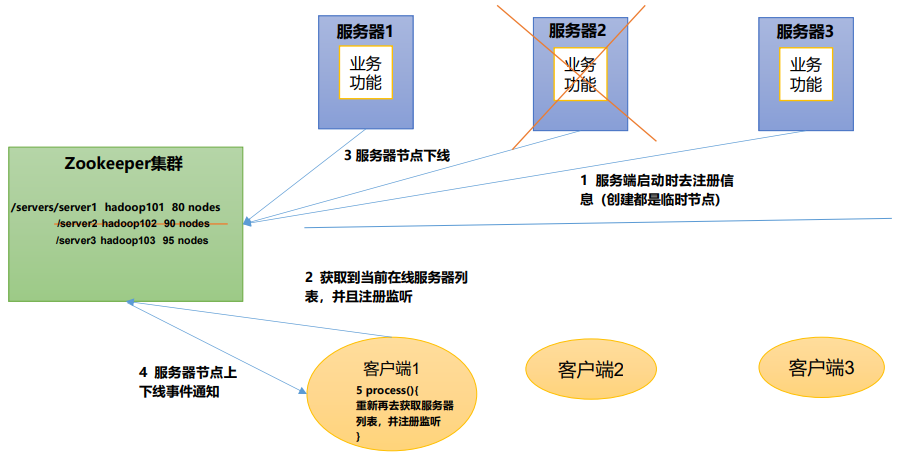 服务器1
业务
功能
服务器2
业务
功能
服务器3
业务
功能
3 服务器节点下线
1 服务端启动时去注册信
息（创建都是临时节点）
Zookeeper集群
/servers/server1 hadoop101 80 nodes
/server2 hadoop102 90 nodes
/server3 hadoop103 95 nodes
2 获取到当前在线服务器列
表，并且注册监听
4 服务器节点上
下线事件通知
客户端1
5 process(){
重新再去获取服务器
列表，并注册监听
}
客户端2
客户端3